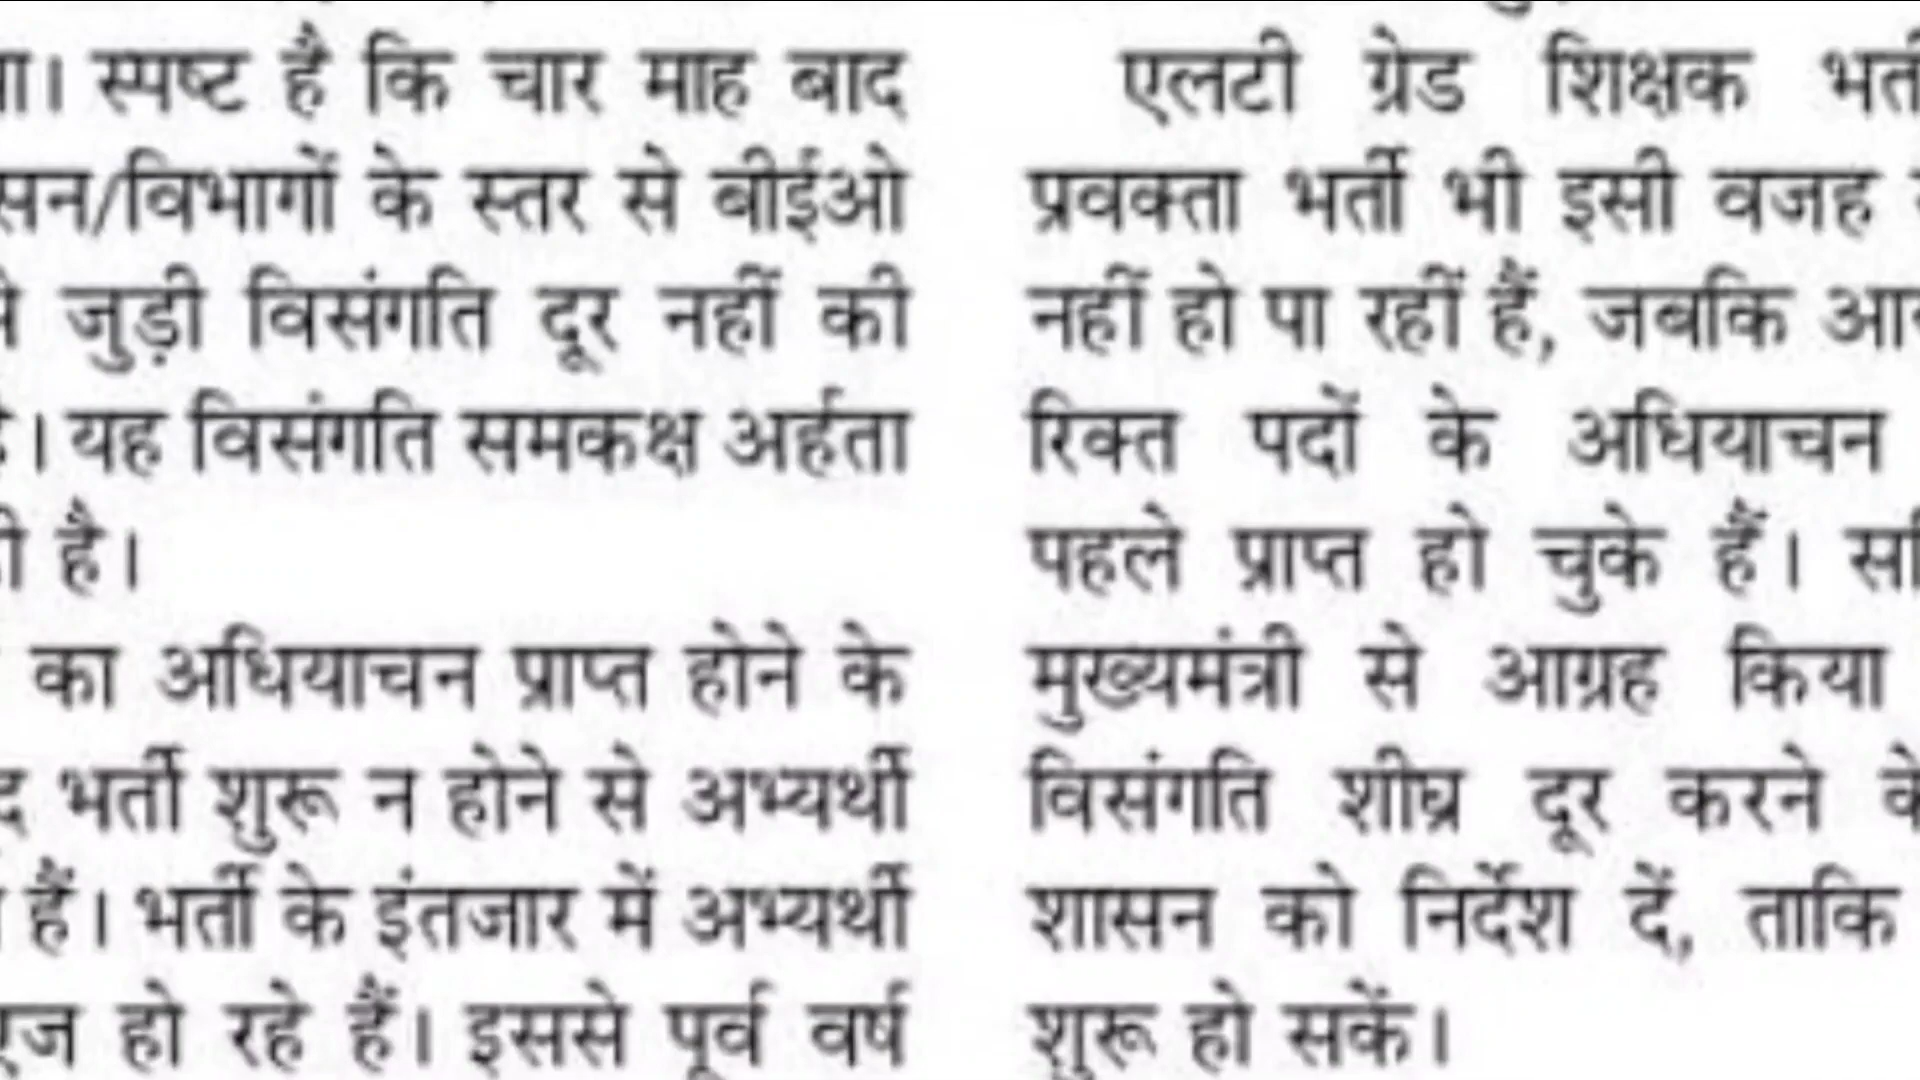 स्पष्ट है कि चार माह बाद
सन/विभागों के स्तर से बीईओ
जुड़ी विसंगति दूर नहीं की
। यह विसंगति समकक्ष अर्हता
है।
का अधियाचन प्राप्त होने के
भर्ती शुरू न होने से अभ्यर्थी
हैं। भर्ती के इंतजार में अभ्यर्थी
हो रहे हैं। इससे पूर्व वर्ष
एलटी ग्रेड शिक्षक
प्रवक्ता भर्ती भी इसी वजह
नहीं हो पा रहीं हैं, जबकि
रिक्त पदों के अधियाचन
पहले प्राप्त हो चुके हैं।
मुख्यमंत्री से आग्रह किया
विसंगति शीघ्र दूर करने
शासन को निर्देश दें, ताकि
शुरू हो सकें।